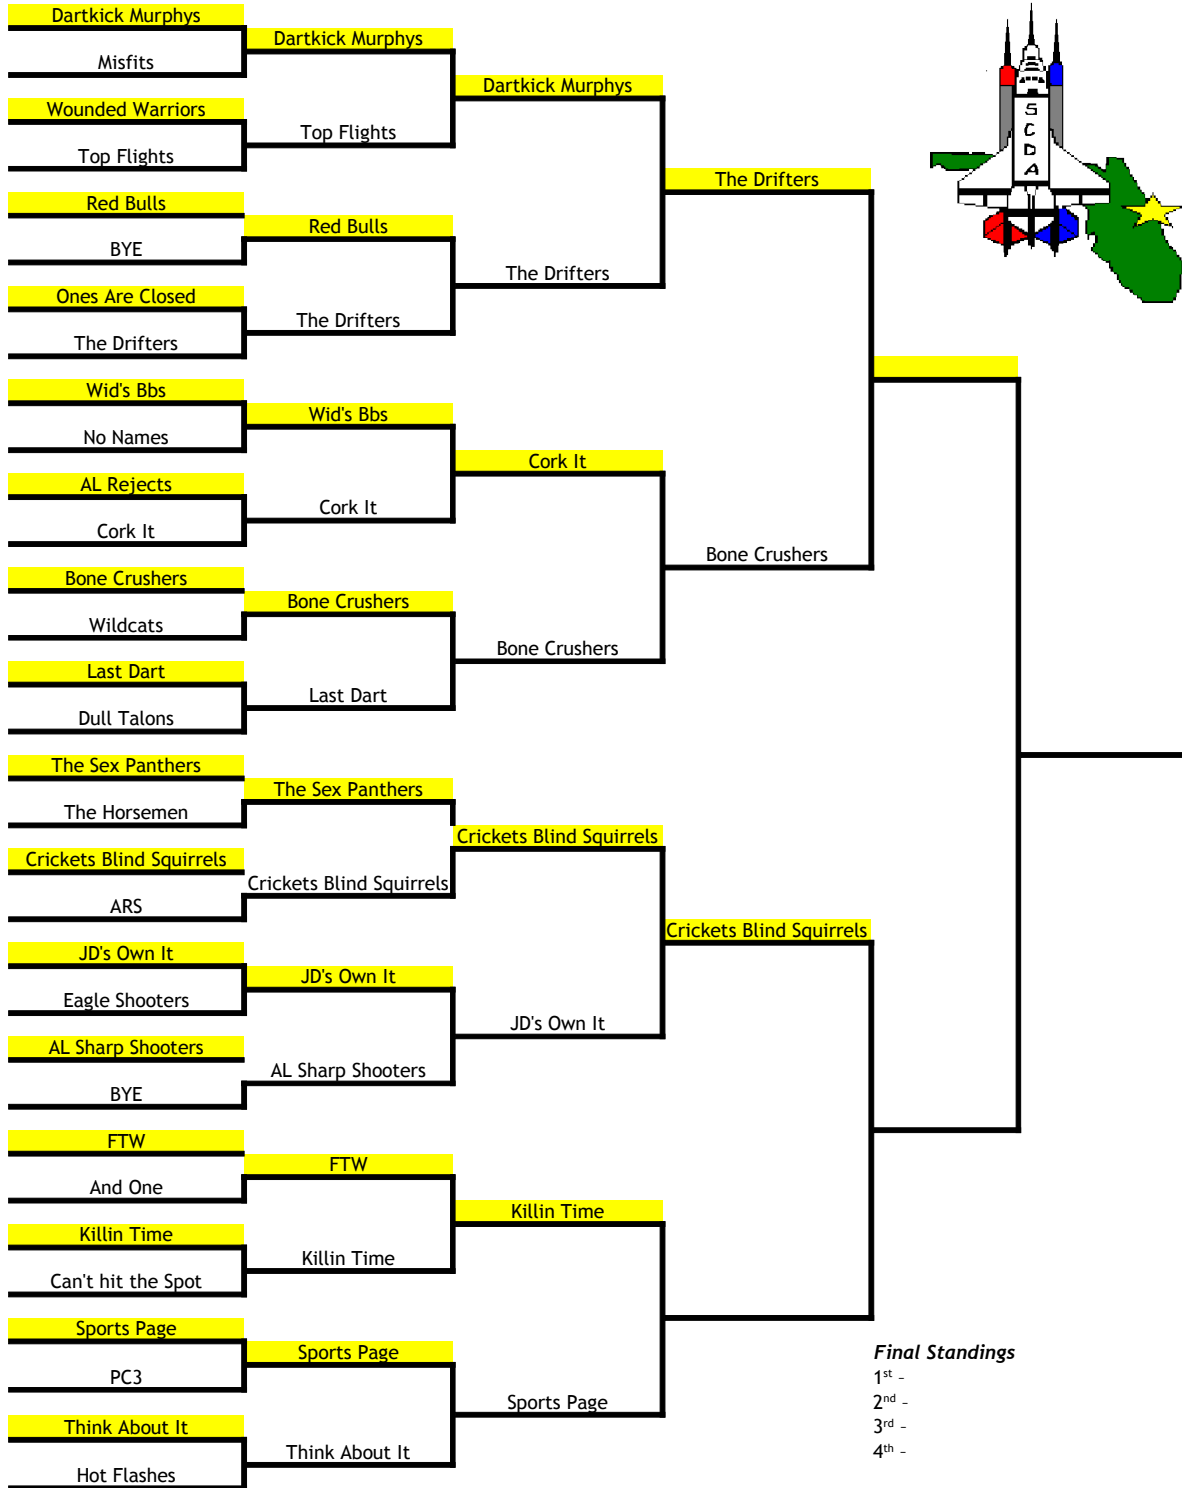 Dartkick Murphys
Misfits
Wounded Warriors
Top Flights
Red Bulls
BYE
Ones Are Closed
The Drifters
Wid's Bbs
No Names
AL Rejects
Cork It
Bone Crushers
Wildcats
Last Dart
Dull Talons
The Sex Panthers
The Horsemen
Crickets Blind Squirrels
ARS
JD's Own It
Eagle Shooters
AL Sharp Shooters
BYE
FTW
And One
Killin Time
Can't hit the Spot
Sports Page
PC3
Think About It
Hot Flashes
Dartkick Murphys
Top Flights
Red Bulls
The Drifters
Wid's Bbs
Cork It
Bone Crushers
Last Dart
The Sex Panthers
Crickets Blind Squirrels
JD's Own It
AL Sharp Shooters
FTW
Killin Time
Sports Page
Think About It
Dartkick Murphys
The Drifters
Cork It
Bone Crushers
Crickets Blind Squirrels
JD's Own It
Killin Time
Sports Page
The Drifters
Bone Crushers
Crickets Blind Squirrels
SCDA
Final Standings
1st -
2nd -
3rd -
4th -